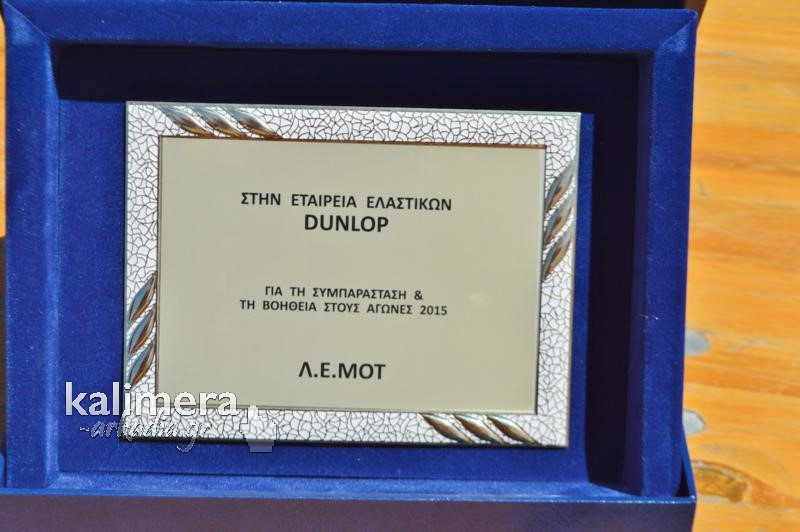 ΣΤΗΝ ΕΤΑΙΡΕΙΑ ΕΛΑΣΤΙΚΩΝ
DUNLOP
ΓΙΑ ΤΗ ΣΥΜΠΑΡΑΣΤΑΣΗ &
ΤΗ ΒΟΗΘΕΙΑ ΣΤΟΥΣ ΑΓΩΝΕΣ 2015
Λ.Ε.ΜΟΤ
kalimera
-arkadia.gr